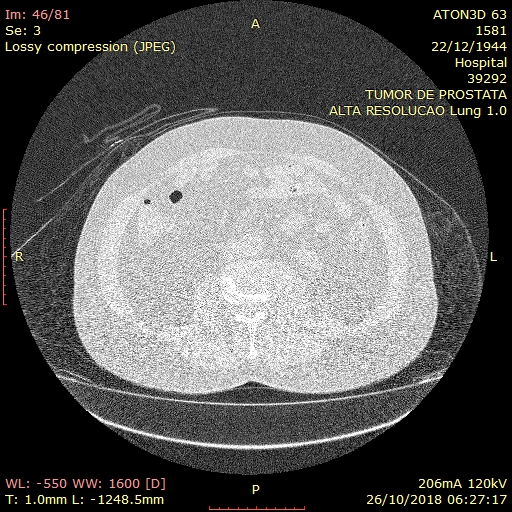 Im: 46/81
Se: 3
Lossy compression (JPEG)
A
ATON3D 63
1581
22/12/1944
Hospital
39292
TUMOR DE PROSTATA
ALTA RESOLUCAO Lung 1.0
R
L
WL: -550 WW: 1600 [D]
T: 1.0mm L: -1248.5mm
P
206mA 120kV
26/10/2018 06:27:17